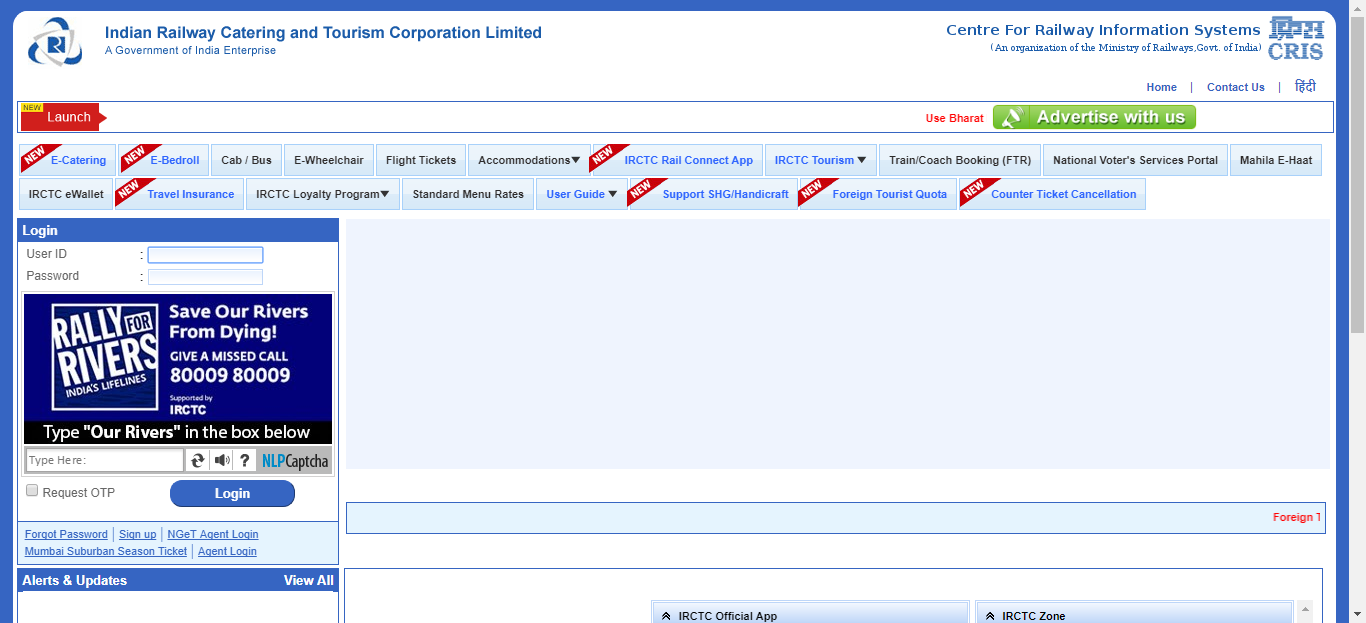 Indian Railway Catering and Tourism Corporation Limited
A Government of India Enterprise
Centre For Railway Information Systems
(An organization of the Ministry of Railways,Govt. of India)
CRIS
Home | Contact Us | हिंदी
NEW
Launch
Use Bharat
Advertise with us
NEW E-Catering NEW E-Bedroll Cab / Bus E-Wheelchair Flight Tickets Accommodations▼ NEW IRCTC Rail Connect App IRCTC Tourism ▼ Train/Coach Booking (FTR) National Voter's Services Portal Mahila E-Haat
IRCTC eWallet NEW Travel Insurance IRCTC Loyalty Program▼ Standard Menu Rates User Guide ▼ NEW Support SHG/Handicraft NEW Foreign Tourist Quota NEW Counter Ticket Cancellation
Login
User ID :
Password :
RALLY FOR RIVERS
INDIA'S LIFELINES
Save Our Rivers
From Dying!
GIVE A MISSED CALL
80009 80009
Supported by
IRCTC
Type "Our Rivers" in the box below
Type Here:
? NLPCaptcha
Request OTP
Login
Forgot Password | Sign up | NGeT Agent Login
Mumbai Suburban Season Ticket | Agent Login
Foreign
Alerts & Updates View All
IRCTC Official App
IRCTC Zone